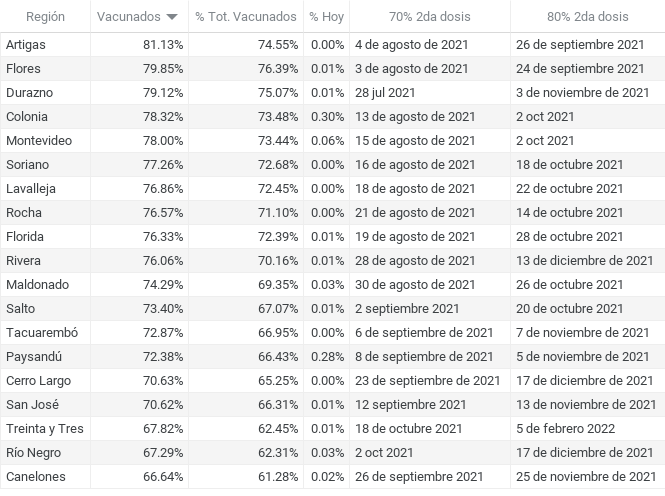 Región Vacunados % Tot. Vacunados % Hoy 70% 2da dosis 80% 2da dosis
Artigas 81.13% 74.55% 0.00% 4 de agosto de 2021 26 de septiembre 2021
Flores 79.85% 76.39% 0.01% 3 de agosto de 2021 24 de septiembre 2021
Durazno 79.12% 75.07% 0.01% 28 jul 2021 3 de noviembre de 2021
Colonia 78.32% 73.48% 0.30% 13 de agosto de 2021 2 oct 2021
Montevideo 78.00% 73.44% 0.06% 15 de agosto de 2021 2 oct 2021
Soriano 77.26% 72.68% 0.00% 16 de agosto de 2021 18 de octubre 2021
Lavalleja 76.86% 72.45% 0.00% 18 de agosto de 2021 22 de octubre 2021
Rocha 76.57% 71.10% 0.00% 21 de agosto de 2021 14 de octubre 2021
Florida 76.33% 72.39% 0.01% 19 de agosto de 2021 28 de octubre 2021
Rivera 76.06% 70.16% 0.01% 28 de agosto de 2021 13 de diciembre de 2021
Maldonado 74.29% 69.35% 0.03% 30 de agosto de 2021 26 de octubre 2021
Salto 73.40% 67.07% 0.01% 2 septiembre 2021 20 de octubre 2021
Tacuarembó 72.87% 66.95% 0.00% 6 de septiembre de 2021 7 de noviembre de 2021
Paysandú 72.38% 66.43% 0.28% 8 de septiembre de 2021 5 de noviembre de 2021
Cerro Largo 70.63% 65.25% 0.00% 23 de septiembre de 2021 17 de diciembre de 2021
San José 70.62% 66.31% 0.01% 12 septiembre 2021 13 de noviembre de 2021
Treinta y Tres 67.82% 62.45% 0.01% 18 de octubre de 2021 5 de febrero 2022
Río Negro 67.29% 62.31% 0.03% 2 oct 2021 17 de diciembre de 2021
Canelones 66.64% 61.28% 0.02% 26 de septiembre 2021 25 de noviembre de 2021